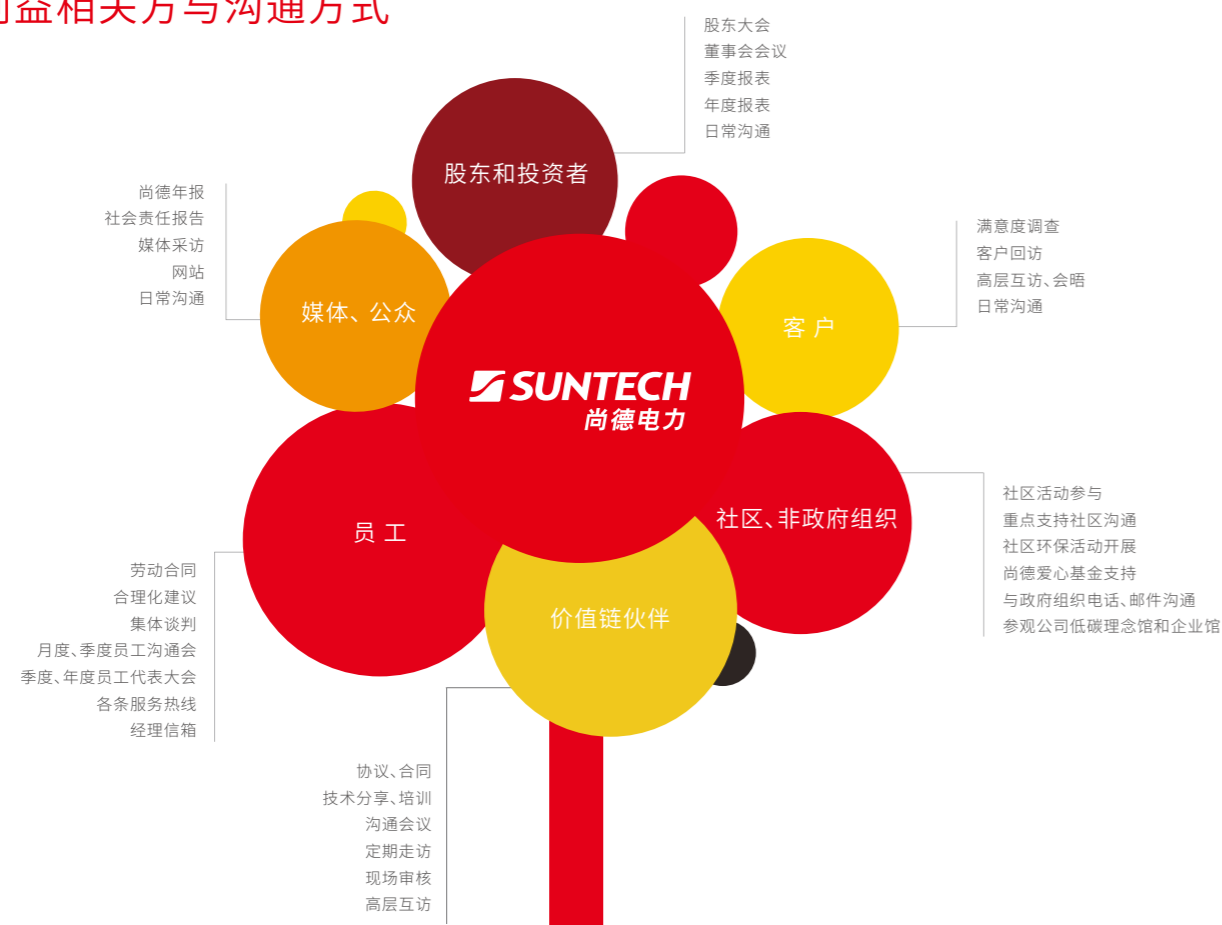 利益相关方与沟通方式
股东大会
董事会会议
季度报表
年度报表
日常沟通
股东和投资者
尚德年报
社会责任报告
媒体采访
网站
日常沟通
媒体、公众
满意度调查
客户回访
高层互访、会晤
日常沟通
客 户
SUNTECH
尚德电力
社区、非政府组织
社区活动参与
重点支持社区沟通
社区环保活动开展
尚德爱心基金支持
与政府组织电话、邮件沟通
参观公司低碳理念馆和企业馆
员 工
劳动合同
合理化建议
集体谈判
月度、季度员工沟通会
季度、年度员工代表大会
各条服务热线
经理信箱
价值链伙伴
协议、合同
技术分享、培训
沟通会议
定期走访
现场审核
高层互访